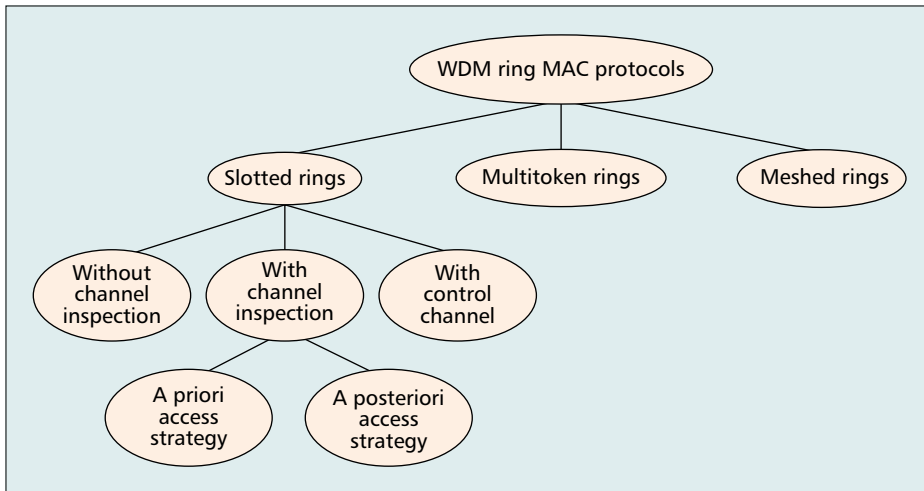 WDM ring MAC protocols
Slotted rings
Multitoken rings
Meshed rings
Without
channel
inspection
With
channel
inspection
With
control
channel
A priori
access
strategy
A posteriori
access
strategy